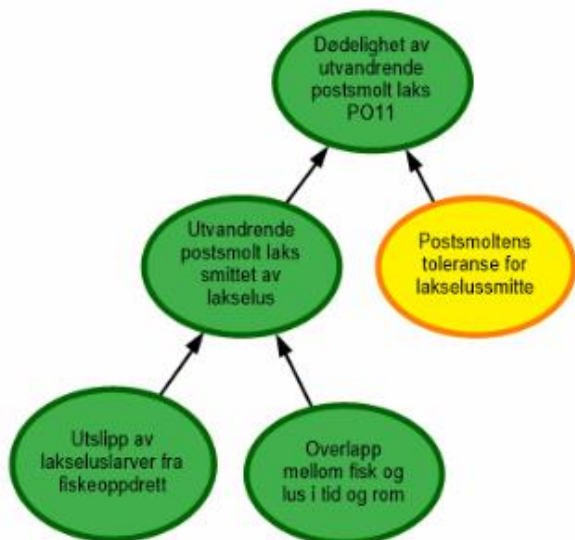 Dødelighet av
utvandrende
postsmolt laks
PO11
Utvandrende
postsmolt laks
smittet av
lakselus
Postsmoltens
toleranse for
lakselussmitte
Utslipp av
lakseluslarver fra
fiskeoppdrett
Overlapp
mellom fisk og
lus i tid og rom